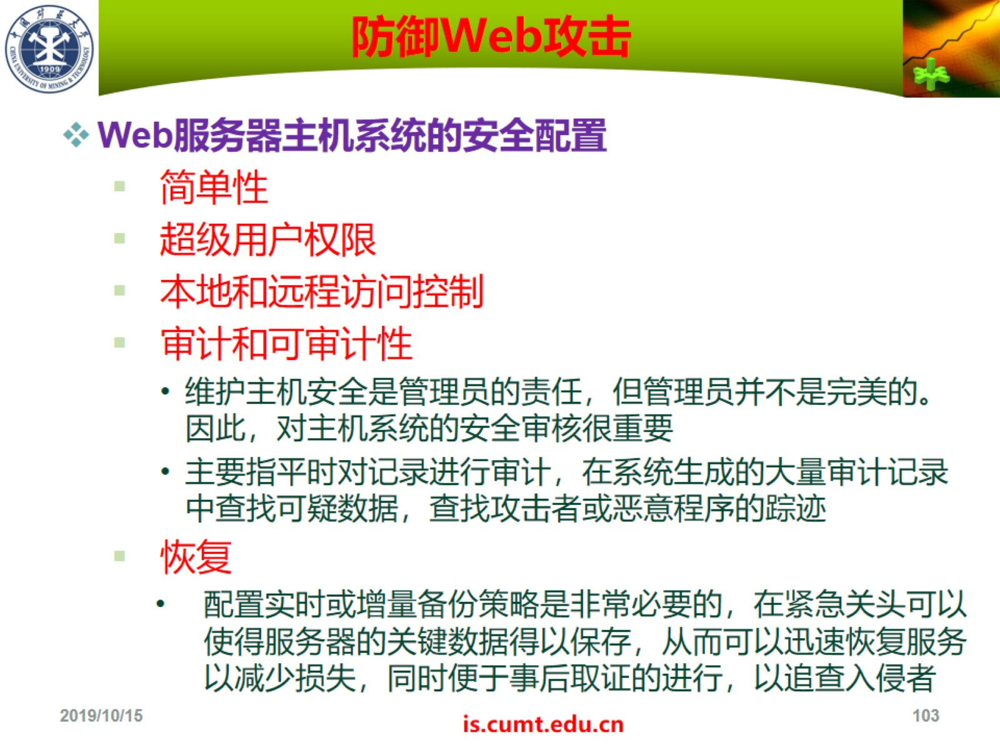 防御Web攻击
中国矿业大学
CHINA UNIVERSITY OF MINING & TECHNOLOGY
1909
Web服务器主机系统的安全配置
简单性
超级用户权限
本地和远程访问控制
审计和可审计性
• 维护主机安全是管理员的责任，但管理员并不是完美的。
因此，对主机系统的安全审核很重要
• 主要指平时对记录进行审计，在系统生成的大量审计记录
中查找可疑数据，查找攻击者或恶意程序的踪迹
恢复
• 配置实时或增量备份策略是非常必要的，在紧急关头可以
使得服务器的关键数据得以保存，从而可以迅速恢复服务
以减少损失，同时便于事后取证的进行，以追查入侵者
2019/10/15
is.cumt.edu.cn
103